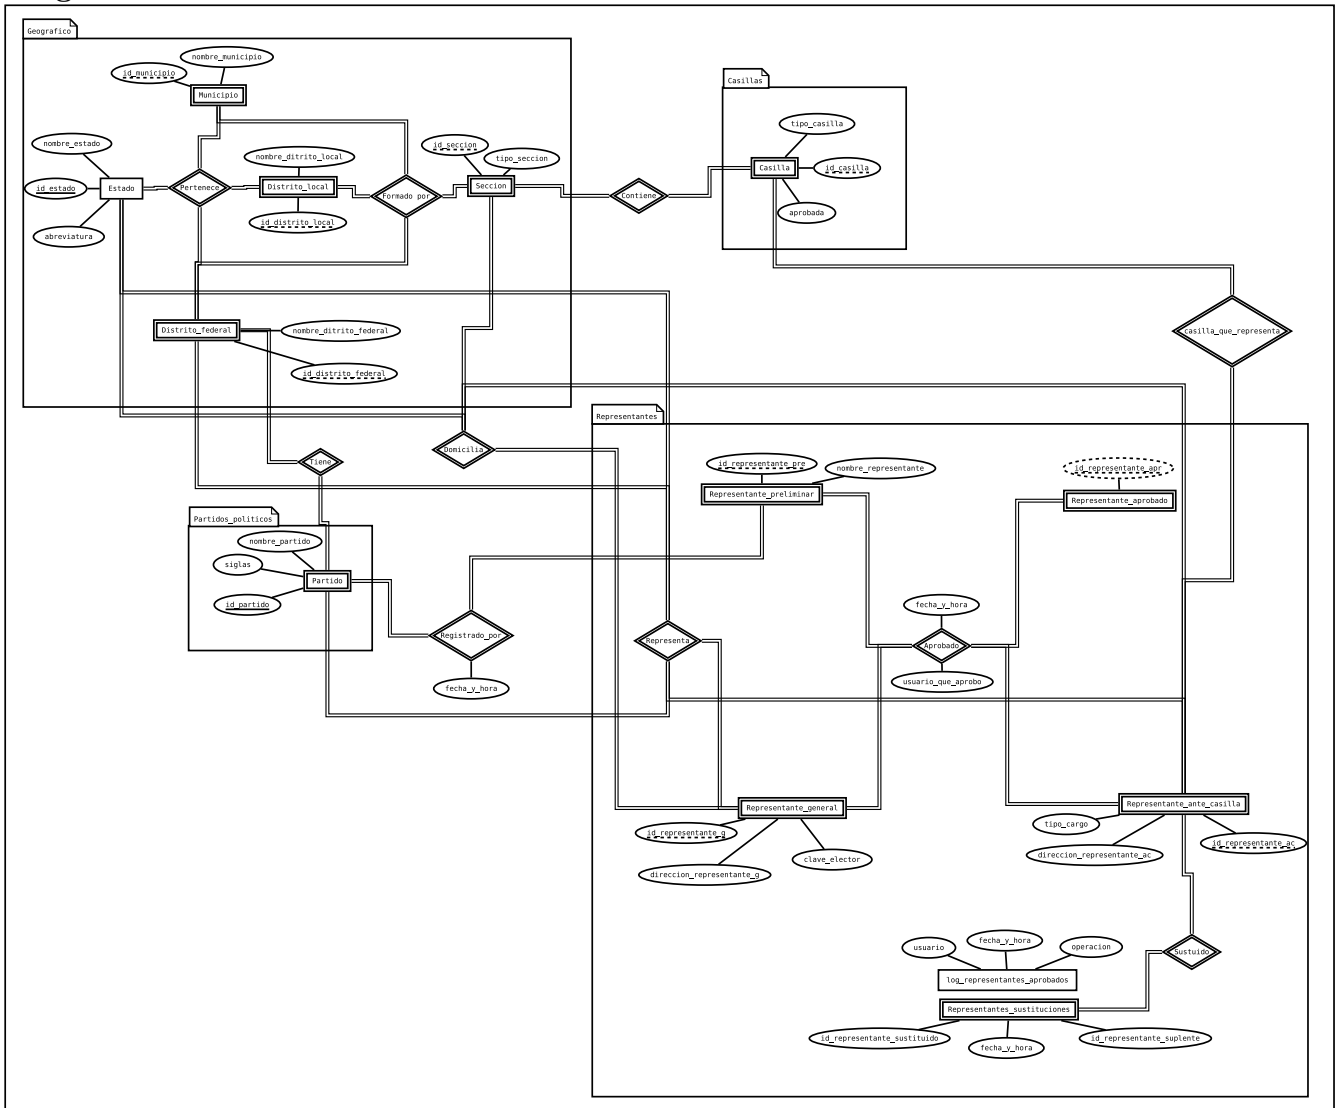 Geografico
nombre_municipio
id_municipio
Municipio
Casillas
tipo_casilla
nombre_estado
id_seccion
nombre_ditrito_local
tipo_seccion
Casilla
id_casilla
id_estado
Estado
Pertenece
Distrito_local
Formado por
Seccion
Contiene
aprobada
id_distrito_local
abreviatura
Distrito_federal
nombre_ditrito_federal
casilla_que_representa
id_distrito_federal
Representantes
Domicilia
Tiene
id_representante_pre
nombre_representante
id_representante_apr
Representante_preliminar
Representante_aprobado
Partidos_politicos
nombre_partido
siglas
Partido
id_partido
fecha_y_hora
Registrado_por
Representa
Aprobado
usuario_que_aprobo
fecha_y_hora
Representante_general
Representante_ante_casilla
id_representante_g
tipo_cargo
id_representante_ac
clave_elector
direccion_representante_ac
direccion_representante_g
usuario
fecha_y_hora
operacion
Sustuido
log_representantes_aprobados
Representantes_sustituciones
id_representante_sustituido
id_representante_suplente
fecha_y_hora